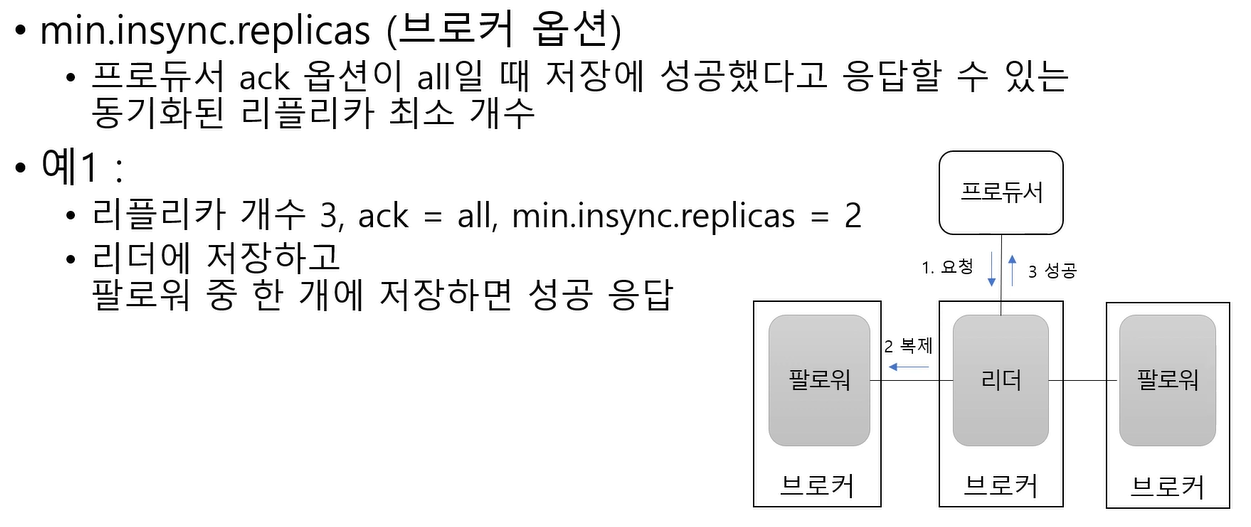 • min.insync.replicas (브로커 옵션)
• 프로듀서 ack 옵션이 all일 때 저장에 성공했다고 응답할 수 있는
동기화된 리플리카 최소 개수
• 예1 :
• 리플리카 개수 3, ack = all, min.insync.replicas = 2
• 리더에 저장하고
팔로워 중 한 개에 저장하면 성공 응답
프로듀서
1. 요청
3 성공
2 복제
팔로워
리더
팔로워
브로커
브로커
브로커